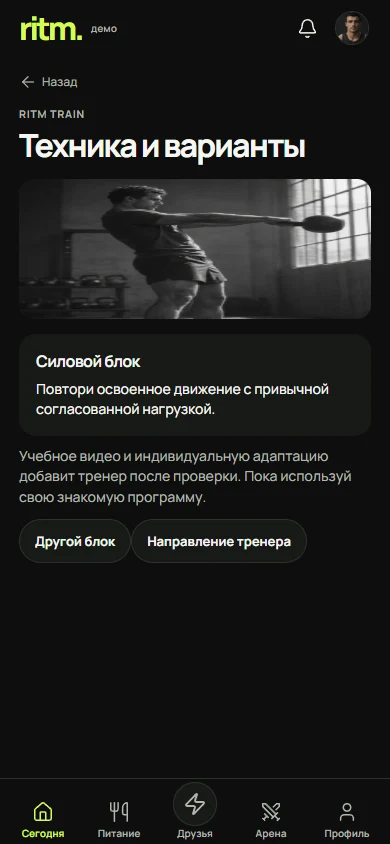 ritm. демо
Назад
RITM TRAIN
Техника и варианты
Силовой блок
Повтори освоенное движение с привычной
согласованной нагрузкой.
Учебное видео и индивидуальную адаптацию
добавит тренер после проверки. Пока используй
свою знакомую программу.
Другой блок Направление тренера
Сегодня Питание Друзья Арена Профиль